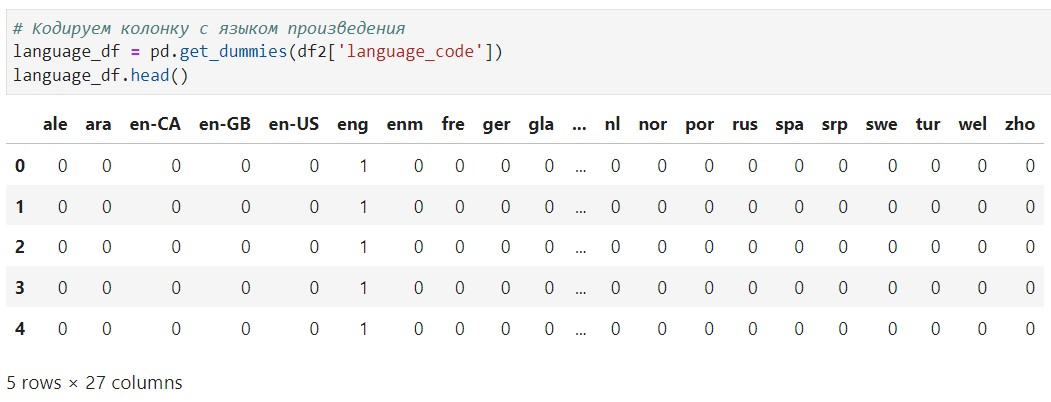 # Кодируем колонку с языком произведения
language_df = pd.get_dummies(df2['language_code'])
language_df.head()
ale ara en-CA en-GB en-US eng enm fre ger gla ... nl nor por rus spa srp swe tur wel zho
0 0 0 0 0 0 1 0 0 0 0 ... 0 0 0 0 0 0 0 0 0 0
1 0 0 0 0 0 1 0 0 0 0 ... 0 0 0 0 0 0 0 0 0 0
2 0 0 0 0 0 1 0 0 0 0 ... 0 0 0 0 0 0 0 0 0 0
3 0 0 0 0 0 1 0 0 0 0 ... 0 0 0 0 0 0 0 0 0 0
4 0 0 0 0 0 1 0 0 0 0 ... 0 0 0 0 0 0 0 0 0 0
5 rows × 27 columns